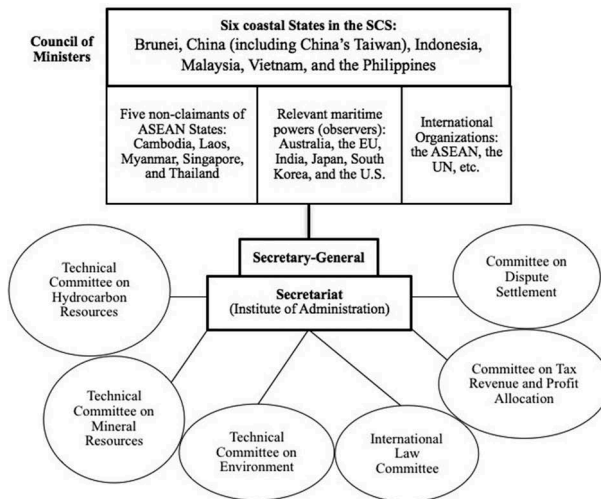 Council of
Ministers
Six coastal States in the SCS:
Brunei, China (including China's Taiwan), Indonesia,
Malaysia, Vietnam, and the Philippines
Five non-claimants of
ASEAN States:
Cambodia, Laos,
Myanmar, Singapore,
and Thailand
Relevant maritime
powers (observers):
Australia, the EU,
India, Japan, South
Korea, and the U.S.
International
Organizations:
the ASEAN, the
UN, etc.
Secretary-General
Secretariat
(Institute of Administration)
Technical
Committee on
Hydrocarbon
Resources
Committee on
Dispute
Settlement
Technical
Committee on
Mineral
Resources
Committee on Tax
Revenue and Profit
Allocation
Technical
Committee on
Environment
International
Law
Committee